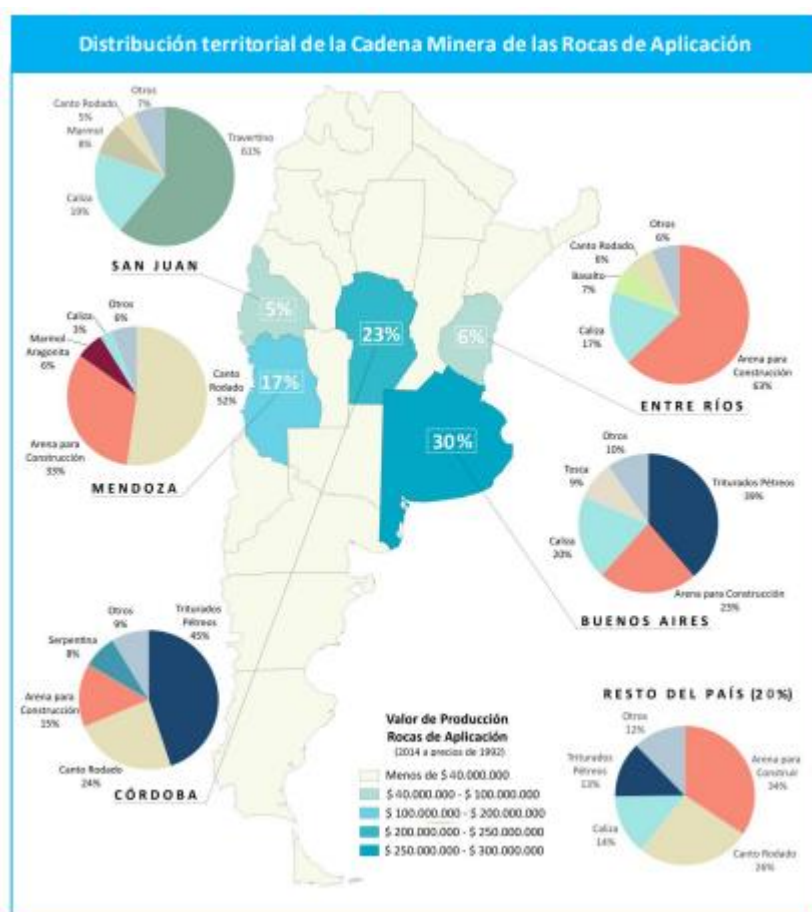 Distribución territorial de la Cadena Minera de las Rocas de Aplicación
Otros
7%
Canto Rodado
5%
Marmol
8%
Travertino
61%
Caliza
19%
SAN JUAN
5%
Otros
6%
Caliza
3%
Marmol
Aragonita
6%
Canto
Rodado
52%
Arena para
Construcción
33%
MENDOZA
17%
23%
6%
30%
Otros
6%
Canto Rodado
6%
Basalto
7%
Caliza
17%
Arena para
Construcción
63%
ENTRE RÍOS
Otros
10%
Tosca
9%
Triturados Pétreos
39%
Caliza
20%
Arena para Construcción
23%
BUENOS AIRES
Otros
9%
Triturados
Pétreos
45%
Serpentina
8%
Arena para
Construcción
15%
Canto Rodado
24%
CÓRDOBA
Valor de Producción
Rocas de Aplicación
(2014 a precios de 1992)
Menos de $ 40.000.000
$ 40.000.000 - $ 100.000.000
$ 100.000.000 - $ 200.000.000
$ 200.000.000 - $ 250.000.000
$ 250.000.000 - $ 300.000.000
RESTO DEL PAÍS (20%)
Otros
12%
Triturados
Pétreos
13%
Arena para
Construir
34%
Caliza
14%
Canto Rodado
26%